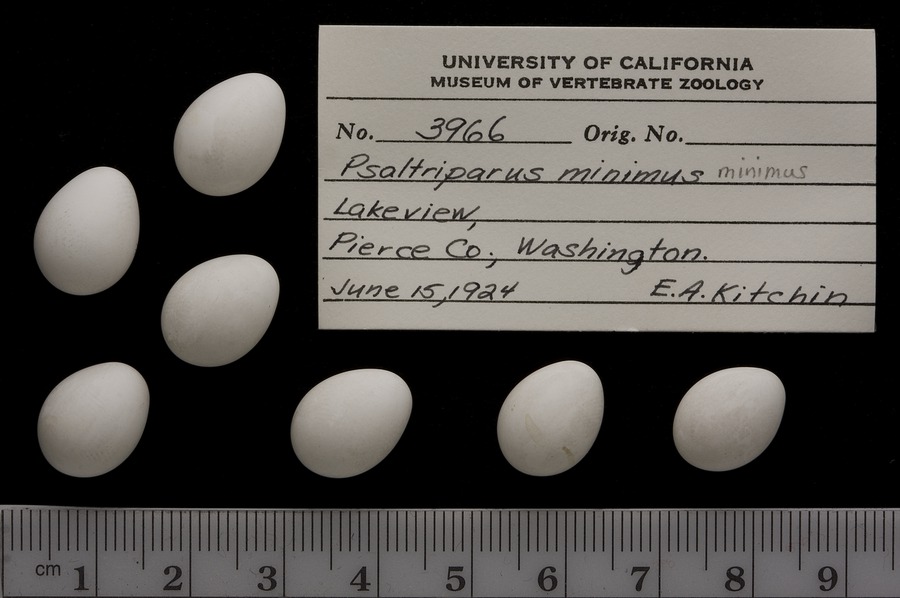 UNIVERSITY OF CALIFORNIA
MUSEUM OF VERTEBRATE ZOOLOGY
No. 3966 Orig. No.
Psaltriparus minimus minimus
Lakeview,
Pierce Co., Washington.
June 15, 1924 E.A. Kitchin
cm 1 2 3 4 5 6 7 8 9